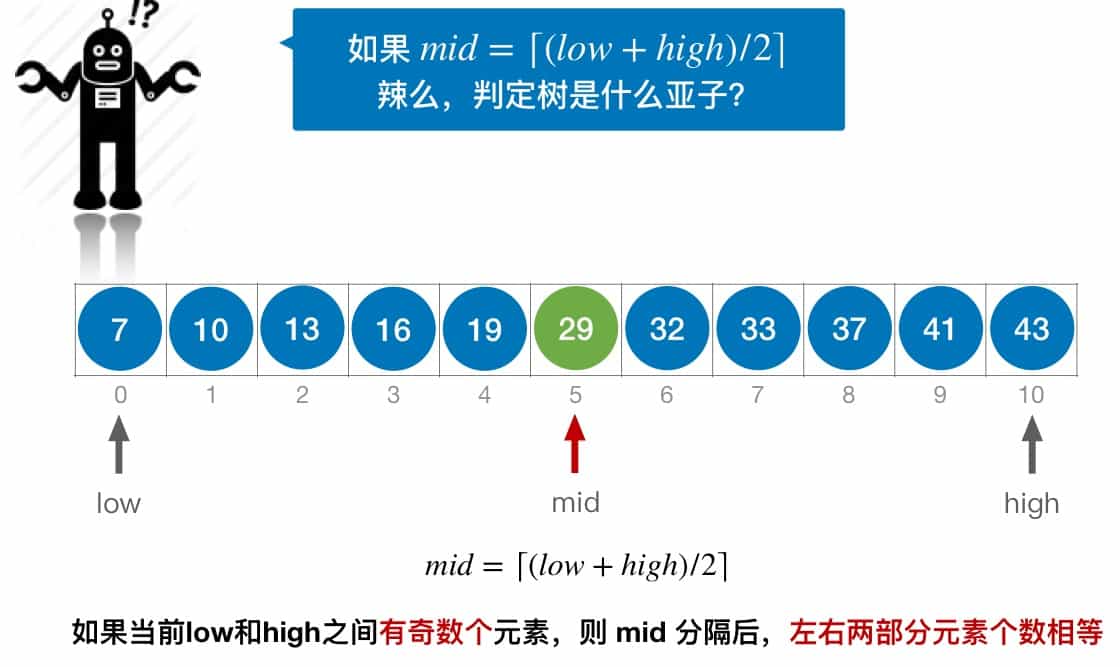 !?
如果 mid = ⌈(low + high)/2⌉
辣么，判定树是什么亚子？
7 10 13 16 19 29 32 33 37 41 43
0 1 2 3 4 5 6 7 8 9 10
low mid high
mid = ⌈(low + high)/2⌉
如果当前low和high之间有奇数个元素，则 mid 分隔后，左右两部分元素个数相等